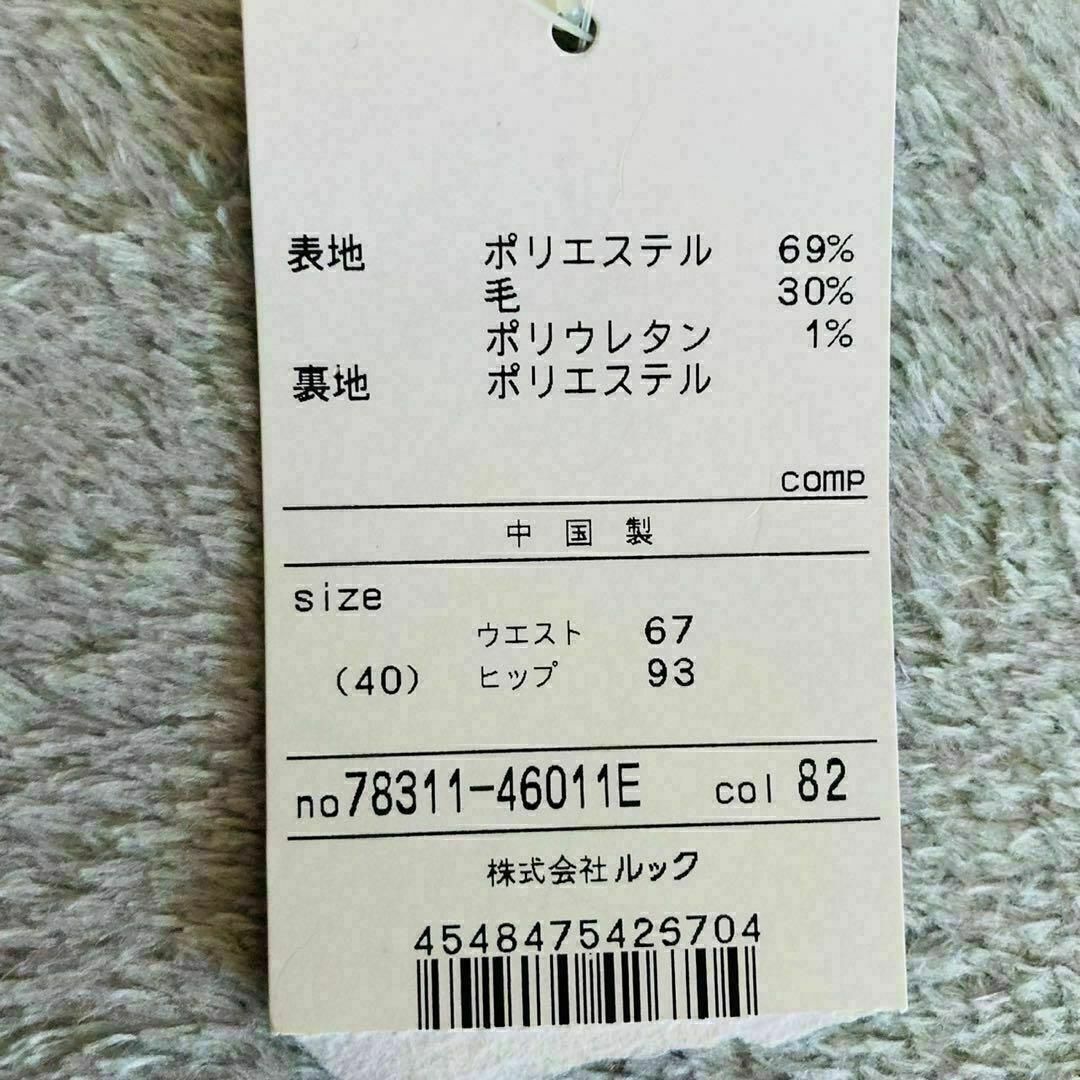 表地 ポリエステル 69%
毛 30%
ポリウレタン 1%
裏地 ポリエステル
comp
中国製
size
ウエスト 67
(40) ヒップ 93
no78311-46011E col 82
株式会社ルック
4548475426704